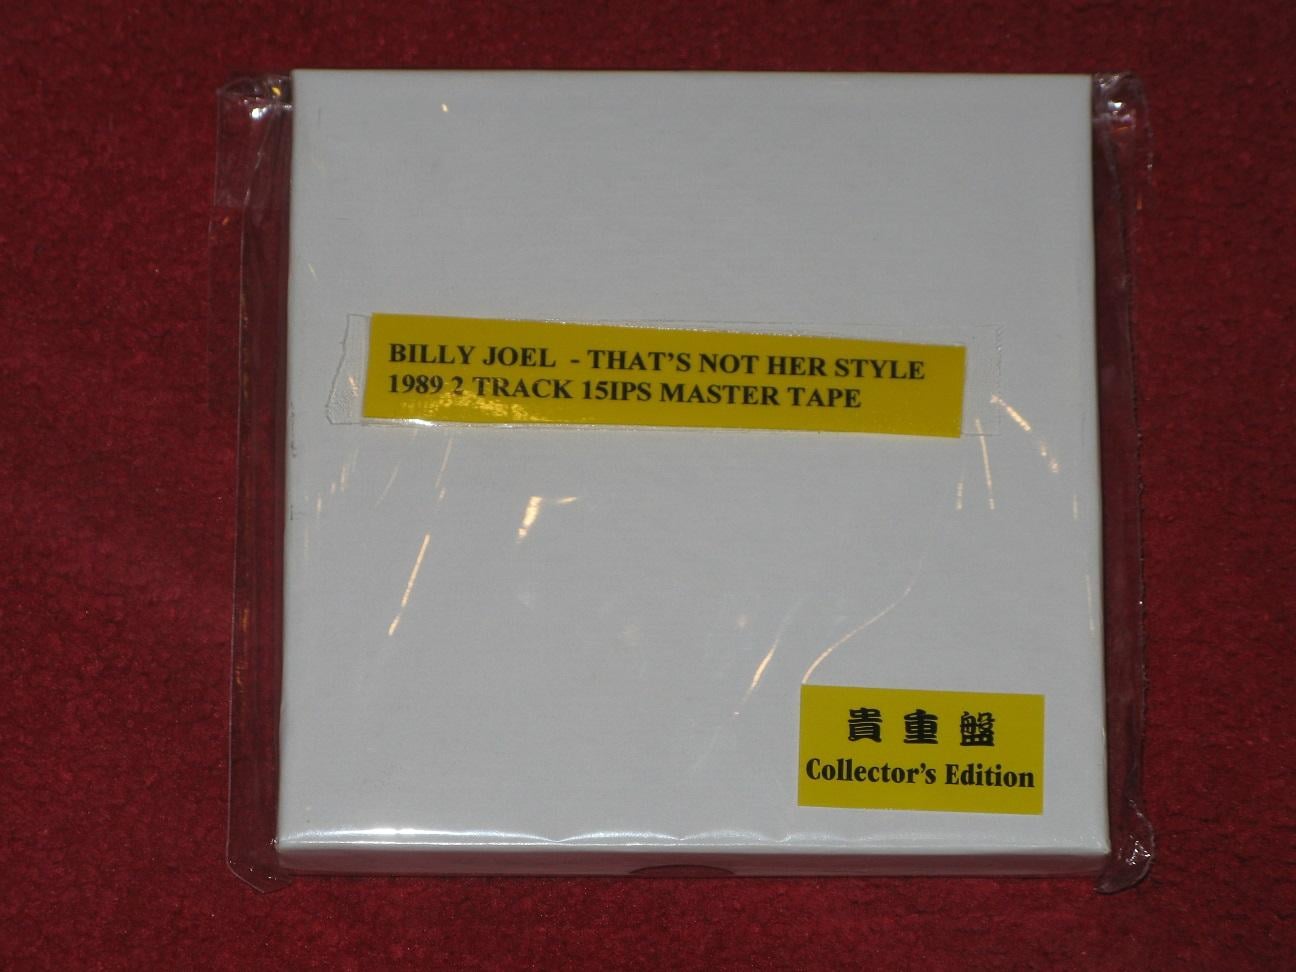 BILLY JOEL - THAT'S NOT HER STYLE
1989 2 TRACK 15IPS MASTER TAPE
貴重盤
Collector's Edition